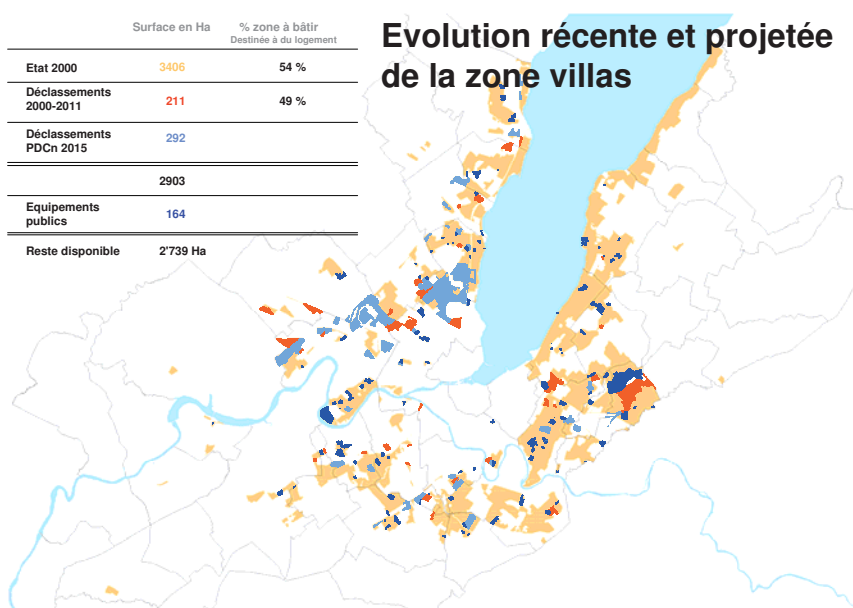 Evolution récente et projetée
de la zone villas
Surface en Ha % zone à bâtir
Destinée à du logement
Etat 2000 3406 54 %
Déclassements
2000-2011 211 49 %
Déclassements
PDCn 2015 292
2903
Equipements
publics 164
Reste disponible 2'739 Ha